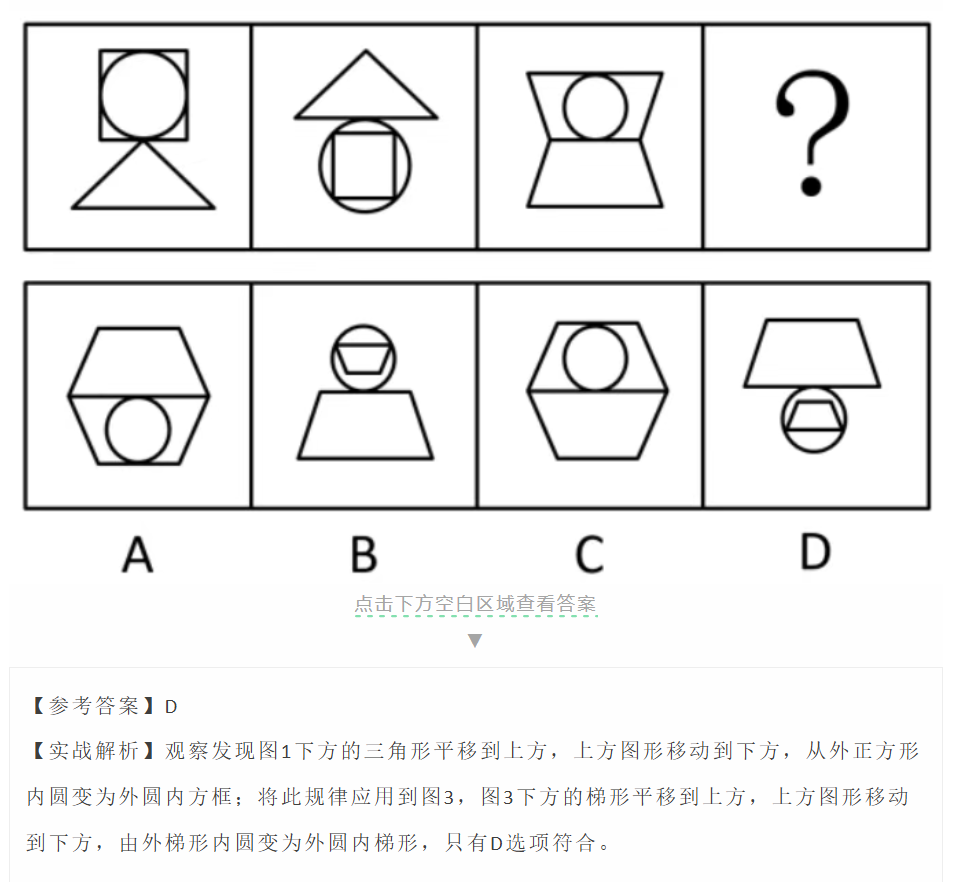 ?
A B C D
点击下方空白区域查看答案
▼
【参考答案】D
【实战解析】观察发现图1下方的三角形平移到上方，上方图形移动到下方，从外正方形
内圆变为外圆内方框；将此规律应用到图3，图3下方的梯形平移到上方，上方图形移动
到下方，由外梯形内圆变为外圆内梯形，只有D选项符合。